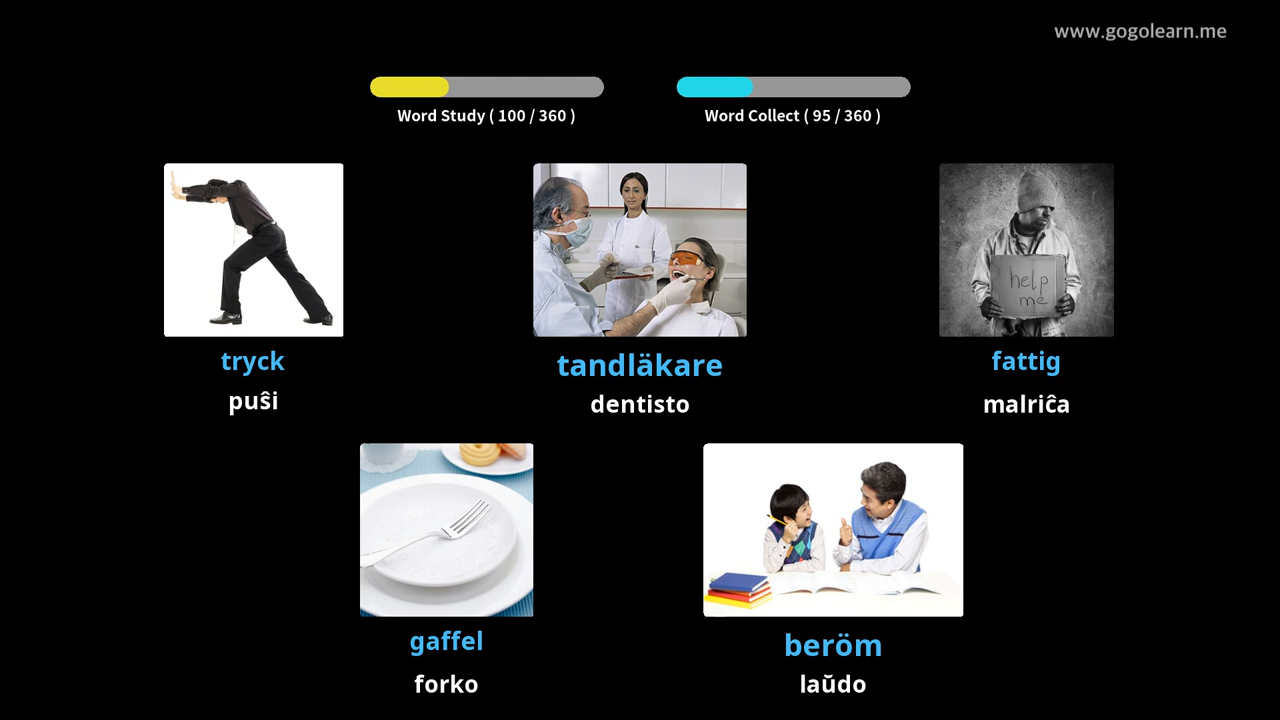 www.gogolearn.me
Word Study ( 100 / 360 )
Word Collect ( 95 / 360 )
help
me
tryck
puŝi
tandläkare
dentisto
fattig
malriĉa
gaffel
forko
beröm
laŭdo